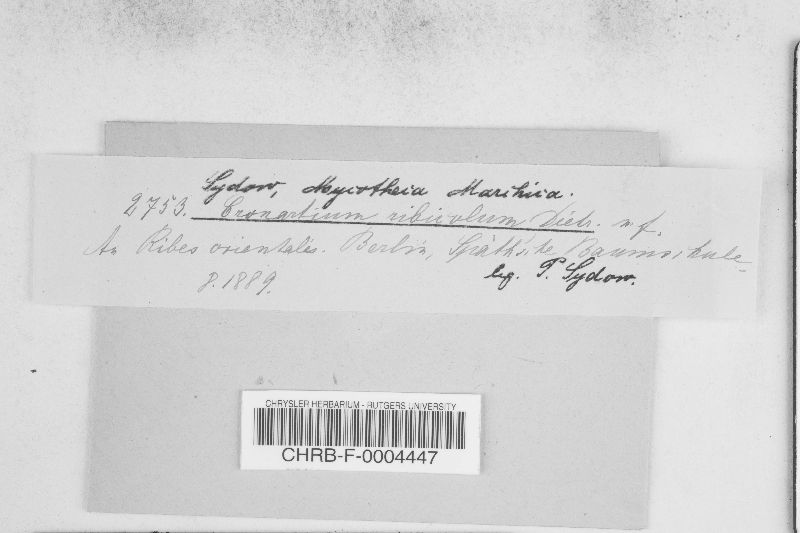 Sydow, Mycotheca Marchica.
2753. Cronartium ribicolum Dietr. n. f.
An Ribes orientalis. Berlin, Späth'sche Baumschule
8. 1889.
leg. P. Sydow.
CHRYSLER HERBARIUM - RUTGERS UNIVERSITY
CHRB-F-0004447